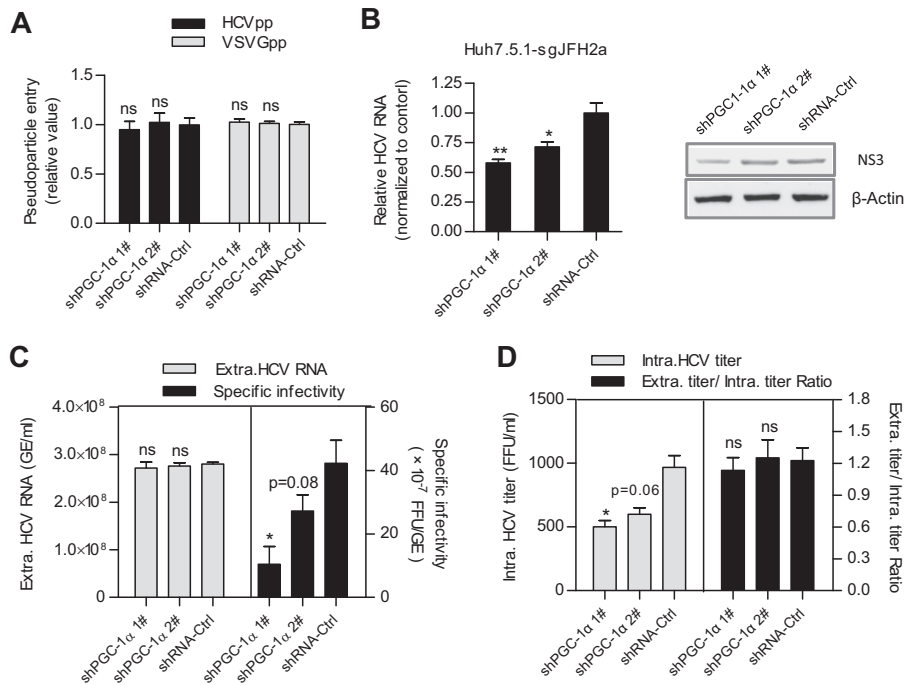 A
HCVpp
VSVGpp
Pseudoparticle entry
(relative value)
1.5
1.0
0.5
0.0
ns ns ns ns
shPGC-1α 1#
shPGC-1α 2#
shRNA-Ctrl
shPGC-1α 1#
shPGC-1α 2#
shRNA-Ctrl
B
Huh7.5.1-sgJFH2a
Relative HCV RNA
(normalized to contorl)
1.25
1.00
0.75
0.50
0.25
0.00
** *
shPGC-1α 1#
shPGC-1α 2#
shRNA-Ctrl
shPGC1-1α 1#
shPGC-1α 2#
shRNA-Ctrl
NS3
β-Actin
C
Extra.HCV RNA
Specific infectivity
Extra. HCV RNA (GE/ml)
4.0×10⁸
3.0×10⁸
2.0×10⁸
1.0×10⁸
0
ns ns
* p=0.08
60
40
20
0
Specific infectivity
(×10⁻⁷ FFU/GE)
shPGC-1α 1#
shPGC-1α 2#
shRNA-Ctrl
shPGC-1α 1#
shPGC-1α 2#
shRNA-Ctrl
D
Intra.HCV titer
Extra. titer/ Intra. titer Ratio
Intra. HCV titer (FFU/ml)
1500
1000
500
0
* p=0.06
ns ns
1.8
1.5
1.2
0.9
0.6
0.3
0.0
Extra. titer/ Intra. titer Ratio
shPGC-1α 1#
shPGC-1α 2#
shRNA-Ctrl
shPGC-1α 1#
shPGC-1α 2#
shRNA-Ctrl